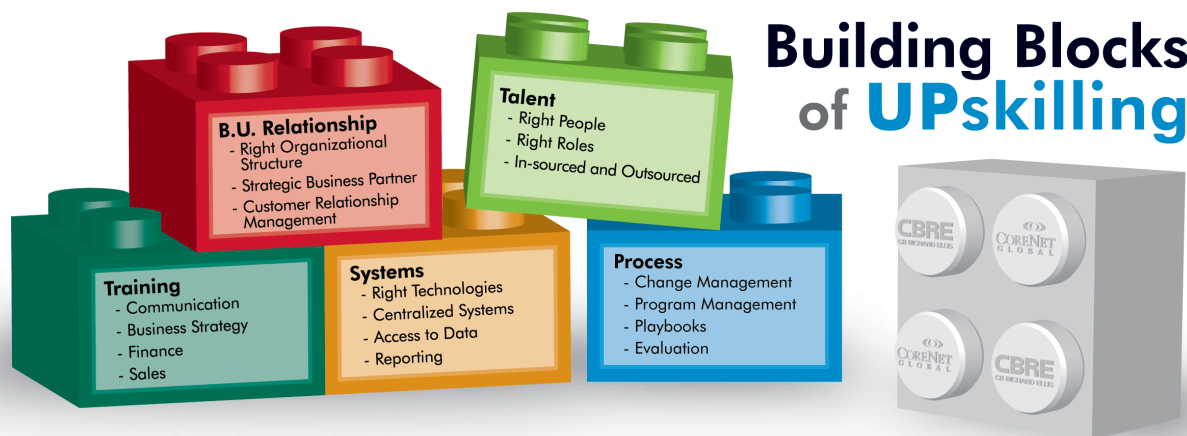 Building Blocks
of UPskilling
B.U. Relationship
- Right Organizational
Structure
- Strategic Business Partner
- Customer Relationship
Management
Talent
- Right People
- Right Roles
- In-sourced and Outsourced
Training
- Communication
- Business Strategy
- Finance
- Sales
Systems
- Right Technologies
- Centralized Systems
- Access to Data
- Reporting
Process
- Change Management
- Program Management
- Playbooks
- Evaluation
CBRE
CB RICHARD ELLIS
CORENET
GLOBAL
CORENET
GLOBAL
CBRE
CB RICHARD ELLIS